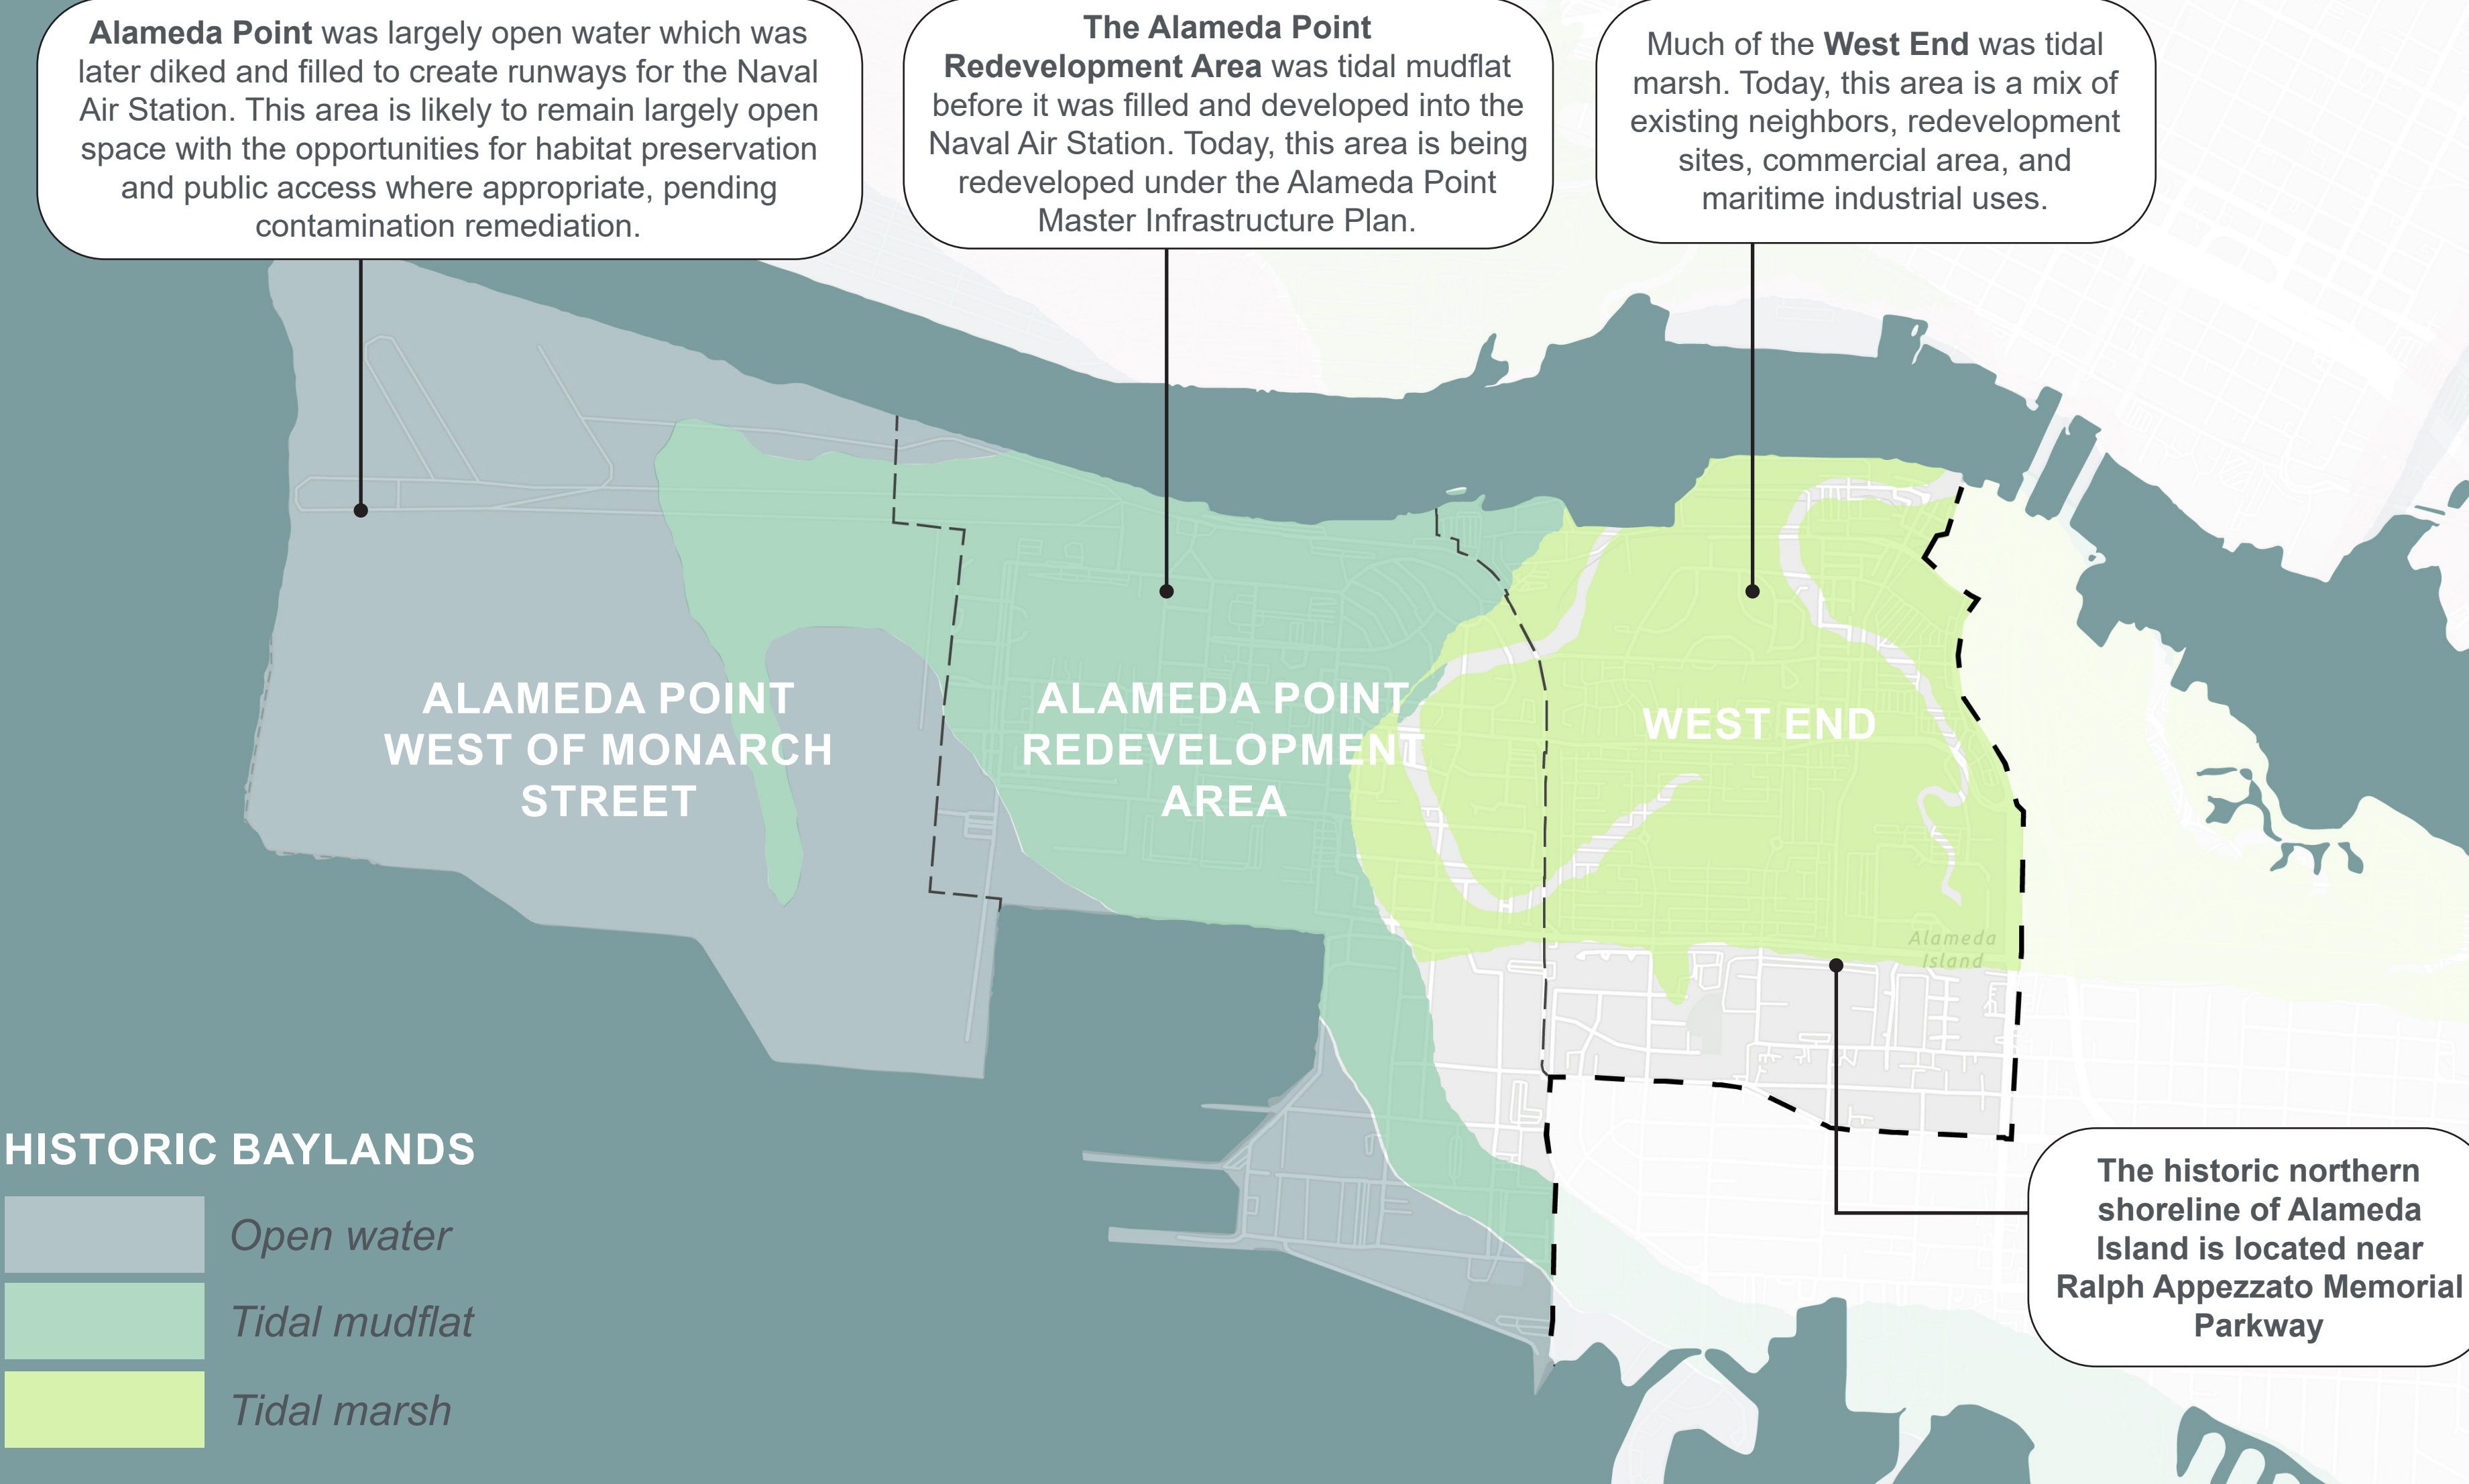 Alameda Point was largely open water which was
later diked and filled to create runways for the Naval
Air Station. This area is likely to remain largely open
space with the opportunities for habitat preservation
and public access where appropriate, pending
contamination remediation.
The Alameda Point
Redevelopment Area was tidal mudflat
before it was filled and developed into the
Naval Air Station. Today, this area is being
redeveloped under the Alameda Point
Master Infrastructure Plan.
Much of the West End was tidal
marsh. Today, this area is a mix of
existing neighbors, redevelopment
sites, commercial area, and
maritime industrial uses.
ALAMEDA POINT
WEST OF MONARCH
STREET
ALAMEDA POINT
REDEVELOPMENT
AREA
WEST END
Alameda
Island
HISTORIC BAYLANDS
Open water
Tidal mudflat
Tidal marsh
The historic northern
shoreline of Alameda
Island is located near
Ralph Appezzato Memorial
Parkway